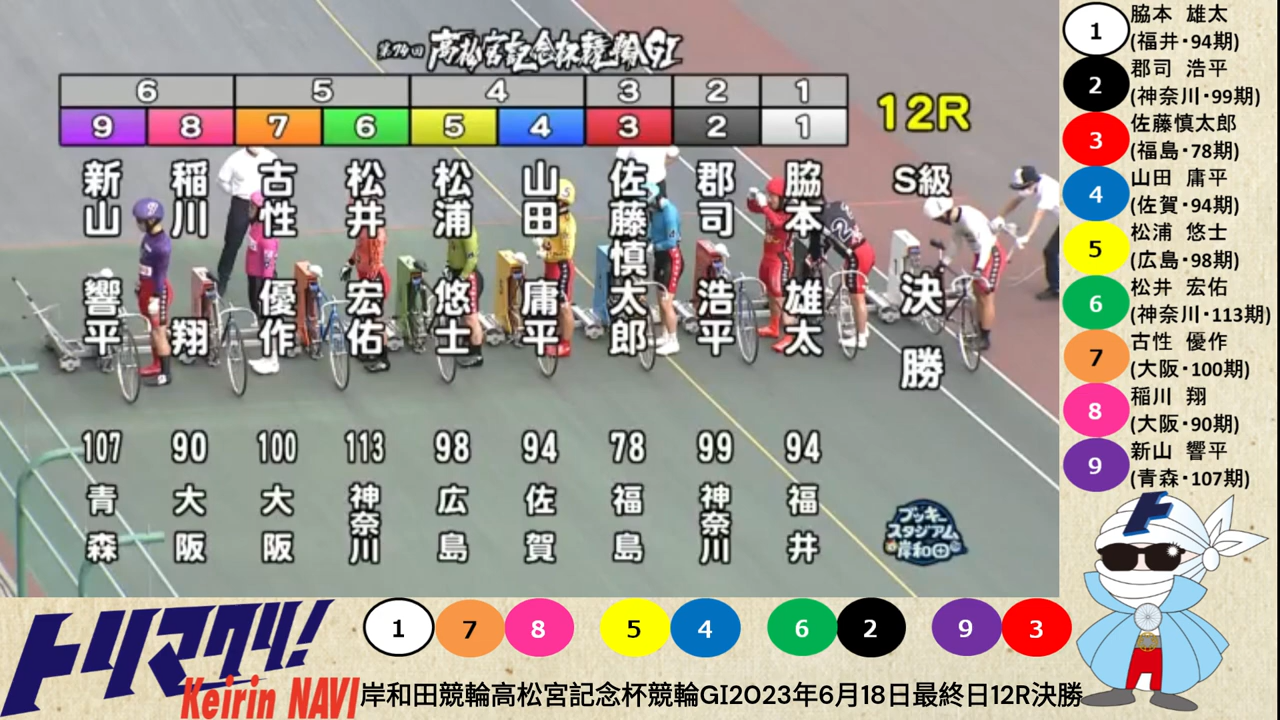 第74回 高松宮記念杯競輪GI
6 5 4 3 2 1
9 8 7 6 5 4 3 2 1
12R
S級
決勝
新山 響平
稲川 翔
古性 優作
松井 宏佑
松浦 悠士
山田 庸平
佐藤慎太郎
郡司 浩平
脇本 雄太
107 90 100 113 98 94 78 99 94
青森
大阪
大阪
神奈川
広島
佐賀
福島
神奈川
福井
ブッキースタジアム
岸和田
1 脇本 雄太
(福井・94期)
2 郡司 浩平
(神奈川・99期)
3 佐藤慎太郎
(福島・78期)
4 山田 庸平
(佐賀・94期)
5 松浦 悠士
(広島・98期)
6 松井 宏佑
(神奈川・113期)
7 古性 優作
(大阪・100期)
8 稲川 翔
(大阪・90期)
9 新山 響平
(青森・107期)
トリマクリ!
Keirin NAVI
1 7 8 5 4 6 2 9 3
岸和田競輪高松宮記念杯競輪GI2023年6月18日最終日12R決勝